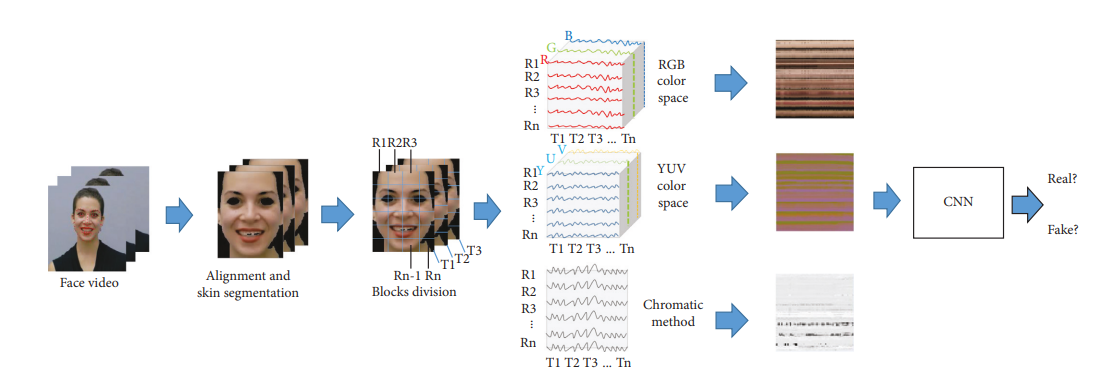 Face video
Alignment and
skin segmentation
R1R2R3
T1 T2 T3
Rn-1 Rn
Blocks division
B
G
R
R1
R2
R3
⋮
Rn
T1 T2 T3 ... Tn
RGB
color
space
V
U
Y
R1
R2
R3
⋮
Rn
T1 T2 T3 ... Tn
YUV
color
space
R1
R2
R3
⋮
Rn
T1 T2 T3 ... Tn
Chromatic
method
CNN
Real?
Fake?